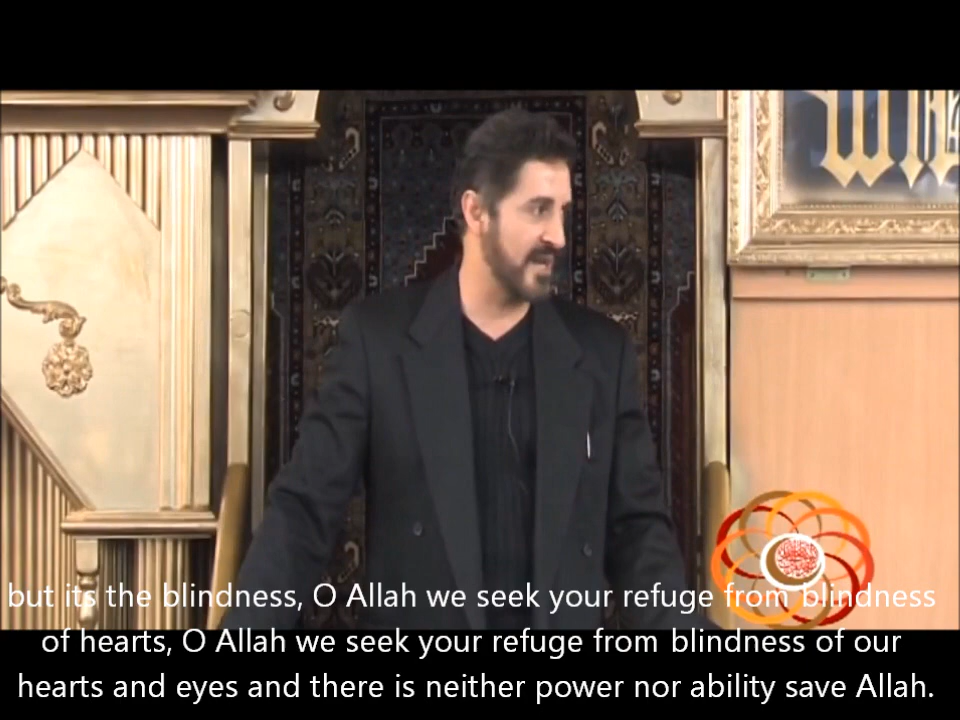 but its the blindness, O Allah we seek your refuge from blindness
of hearts, O Allah we seek your refuge from blindness of our
hearts and eyes and there is neither power nor ability save Allah.